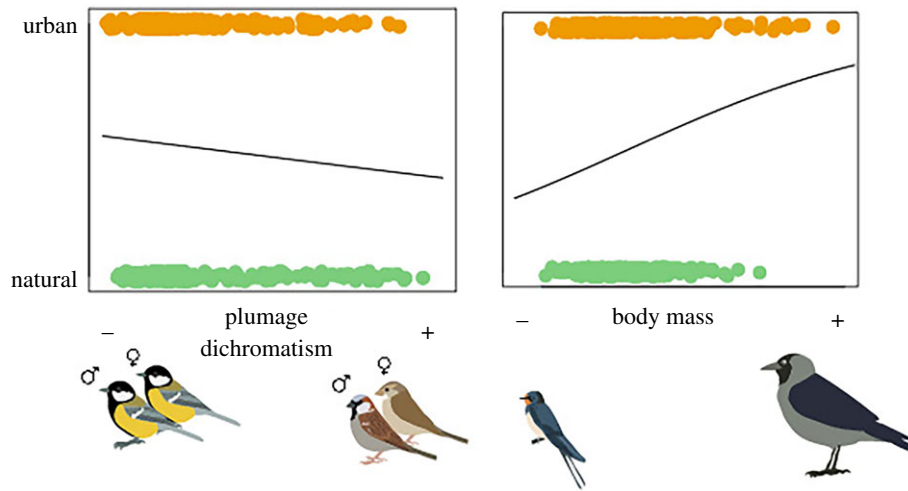 urban
natural
– plumage +
dichromatism
– body mass +
♂ ♀
♂ ♀